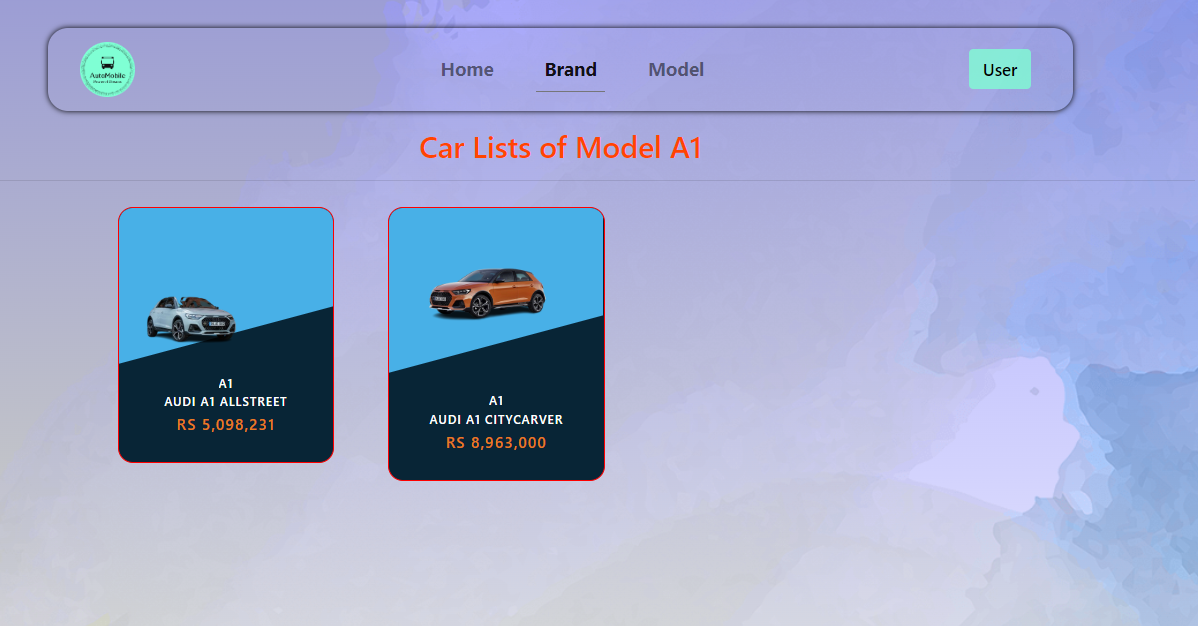 AutoMobile
Home
Brand
Model
User
Car Lists of Model A1
A1
AUDI A1 ALLSTREET
RS 5,098,231
A1
AUDI A1 CITYCARVER
RS 8,963,000